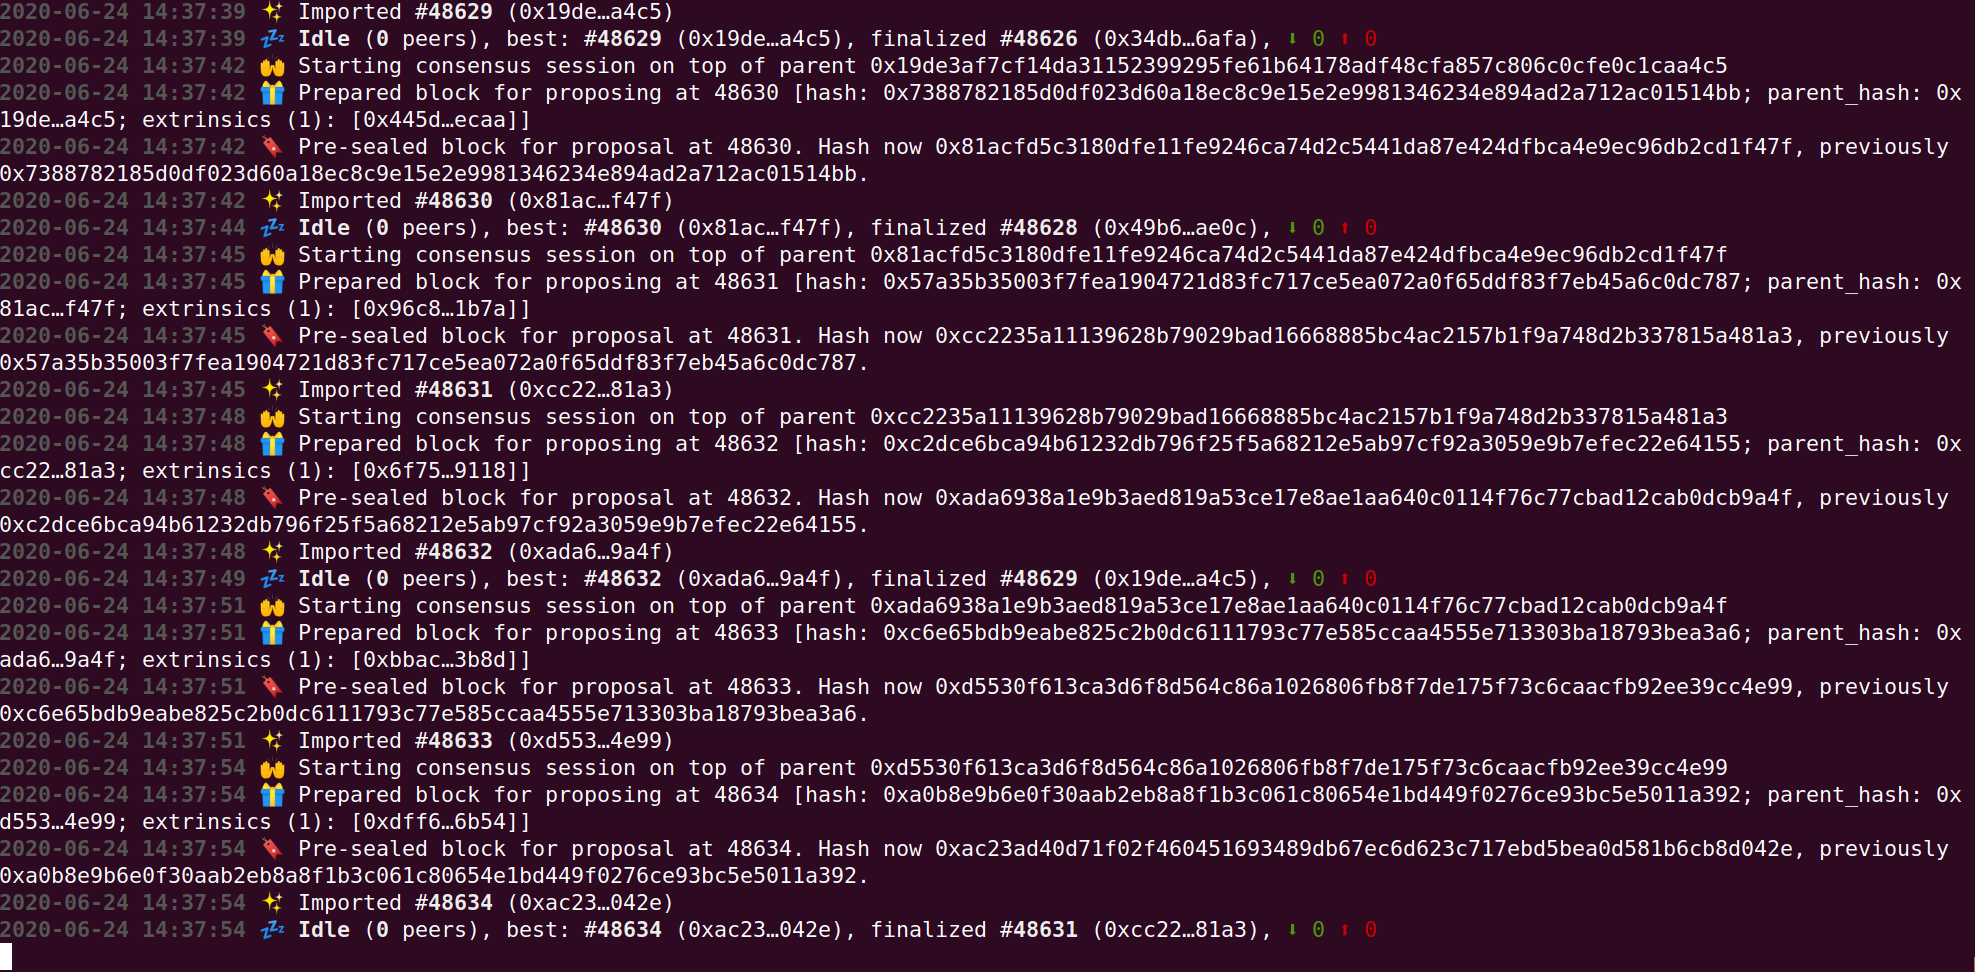 2020-06-24 14:37:39 ✨ Imported #48629 (0x19de…a4c5)
2020-06-24 14:37:39 💤 Idle (0 peers), best: #48629 (0x19de…a4c5), finalized #48626 (0x34db…6afa), ⬇ 0 ⬆ 0
2020-06-24 14:37:42 🙌 Starting consensus session on top of parent 0x19de3af7cf14da31152399295fe61b64178adf48cfa857c806c0cfe0c1caa4c5
2020-06-24 14:37:42 🎁 Prepared block for proposing at 48630 [hash: 0x7388782185d0df023d60a18ec8c9e15e2e9981346234e894ad2a712ac01514bb; parent_hash: 0x
19de…a4c5; extrinsics (1): [0x445d…ecaa]]
2020-06-24 14:37:42 🔖 Pre-sealed block for proposal at 48630. Hash now 0x81acfd5c3180dfe11fe9246ca74d2c5441da87e424dfbca4e9ec96db2cd1f47f, previously
0x7388782185d0df023d60a18ec8c9e15e2e9981346234e894ad2a712ac01514bb.
2020-06-24 14:37:42 ✨ Imported #48630 (0x81ac…f47f)
2020-06-24 14:37:44 💤 Idle (0 peers), best: #48630 (0x81ac…f47f), finalized #48628 (0x49b6…ae0c), ⬇ 0 ⬆ 0
2020-06-24 14:37:45 🙌 Starting consensus session on top of parent 0x81acfd5c3180dfe11fe9246ca74d2c5441da87e424dfbca4e9ec96db2cd1f47f
2020-06-24 14:37:45 🎁 Prepared block for proposing at 48631 [hash: 0x57a35b35003f7fea1904721d83fc717ce5ea072a0f65ddf83f7eb45a6c0dc787; parent_hash: 0x
81ac…f47f; extrinsics (1): [0x96c8…1b7a]]
2020-06-24 14:37:45 🔖 Pre-sealed block for proposal at 48631. Hash now 0xcc2235a11139628b79029bad16668885bc4ac2157b1f9a748d2b337815a481a3, previously
0x57a35b35003f7fea1904721d83fc717ce5ea072a0f65ddf83f7eb45a6c0dc787.
2020-06-24 14:37:45 ✨ Imported #48631 (0xcc22…81a3)
2020-06-24 14:37:48 🙌 Starting consensus session on top of parent 0xcc2235a11139628b79029bad16668885bc4ac2157b1f9a748d2b337815a481a3
2020-06-24 14:37:48 🎁 Prepared block for proposing at 48632 [hash: 0xc2dce6bca94b61232db796f25f5a68212e5ab97cf92a3059e9b7efec22e64155; parent_hash: 0x
cc22…81a3; extrinsics (1): [0x6f75…9118]]
2020-06-24 14:37:48 🔖 Pre-sealed block for proposal at 48632. Hash now 0xada6938a1e9b3aed819a53ce17e8ae1aa640c0114f76c77cbad12cab0dcb9a4f, previously
0xc2dce6bca94b61232db796f25f5a68212e5ab97cf92a3059e9b7efec22e64155.
2020-06-24 14:37:48 ✨ Imported #48632 (0xada6…9a4f)
2020-06-24 14:37:49 💤 Idle (0 peers), best: #48632 (0xada6…9a4f), finalized #48629 (0x19de…a4c5), ⬇ 0 ⬆ 0
2020-06-24 14:37:51 🙌 Starting consensus session on top of parent 0xada6938a1e9b3aed819a53ce17e8ae1aa640c0114f76c77cbad12cab0dcb9a4f
2020-06-24 14:37:51 🎁 Prepared block for proposing at 48633 [hash: 0xc6e65bdb9eabe825c2b0dc6111793c77e585ccaa4555e713303ba18793bea3a6; parent_hash: 0x
ada6…9a4f; extrinsics (1): [0xbbac…3b8d]]
2020-06-24 14:37:51 🔖 Pre-sealed block for proposal at 48633. Hash now 0xd5530f613ca3d6f8d564c86a1026806fb8f7de175f73c6caacfb92ee39cc4e99, previously
0xc6e65bdb9eabe825c2b0dc6111793c77e585ccaa4555e713303ba18793bea3a6.
2020-06-24 14:37:51 ✨ Imported #48633 (0xd553…4e99)
2020-06-24 14:37:54 🙌 Starting consensus session on top of parent 0xd5530f613ca3d6f8d564c86a1026806fb8f7de175f73c6caacfb92ee39cc4e99
2020-06-24 14:37:54 🎁 Prepared block for proposing at 48634 [hash: 0xa0b8e9b6e0f30aab2eb8a8f1b3c061c80654e1bd449f0276ce93bc5e5011a392; parent_hash: 0x
d553…4e99; extrinsics (1): [0xdff6…6b54]]
2020-06-24 14:37:54 🔖 Pre-sealed block for proposal at 48634. Hash now 0xac23ad40d71f02f460451693489db67ec6d623c717ebd5bea0d581b6cb8d042e, previously
0xa0b8e9b6e0f30aab2eb8a8f1b3c061c80654e1bd449f0276ce93bc5e5011a392.
2020-06-24 14:37:54 ✨ Imported #48634 (0xac23…042e)
2020-06-24 14:37:54 💤 Idle (0 peers), best: #48634 (0xac23…042e), finalized #48631 (0xcc22…81a3), ⬇ 0 ⬆ 0